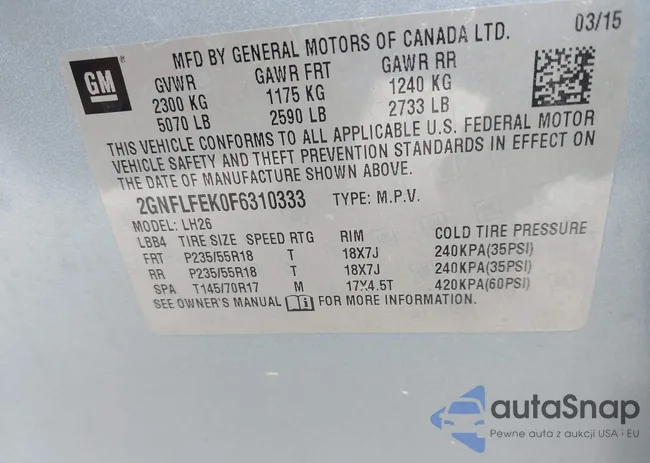 03/15
GM
MFD BY GENERAL MOTORS OF CANADA LTD.
GVWR GAWR FRT GAWR RR
2300 KG 1175 KG 1240 KG
5070 LB 2590 LB 2733 LB
THIS VEHICLE CONFORMS TO ALL APPLICABLE U.S. FEDERAL MOTOR
VEHICLE SAFETY AND THEFT PREVENTION STANDARDS IN EFFECT ON
THE DATE OF MANUFACTURE SHOWN ABOVE.
2GNFLFEK0F6310333 TYPE: M.P.V.
MODEL: LH26
LBB4 TIRE SIZE SPEED RTG RIM COLD TIRE PRESSURE
FRT P235/55R18 T 18X7J 240KPA(35PSI)
RR P235/55R18 T 18X7J 240KPA(35PSI)
SPA T145/70R17 M 17X4.5T 420KPA(60PSI)
SEE OWNER'S MANUAL FOR MORE INFORMATION.
autaSnap
Pewne auta z aukcji USA i EU